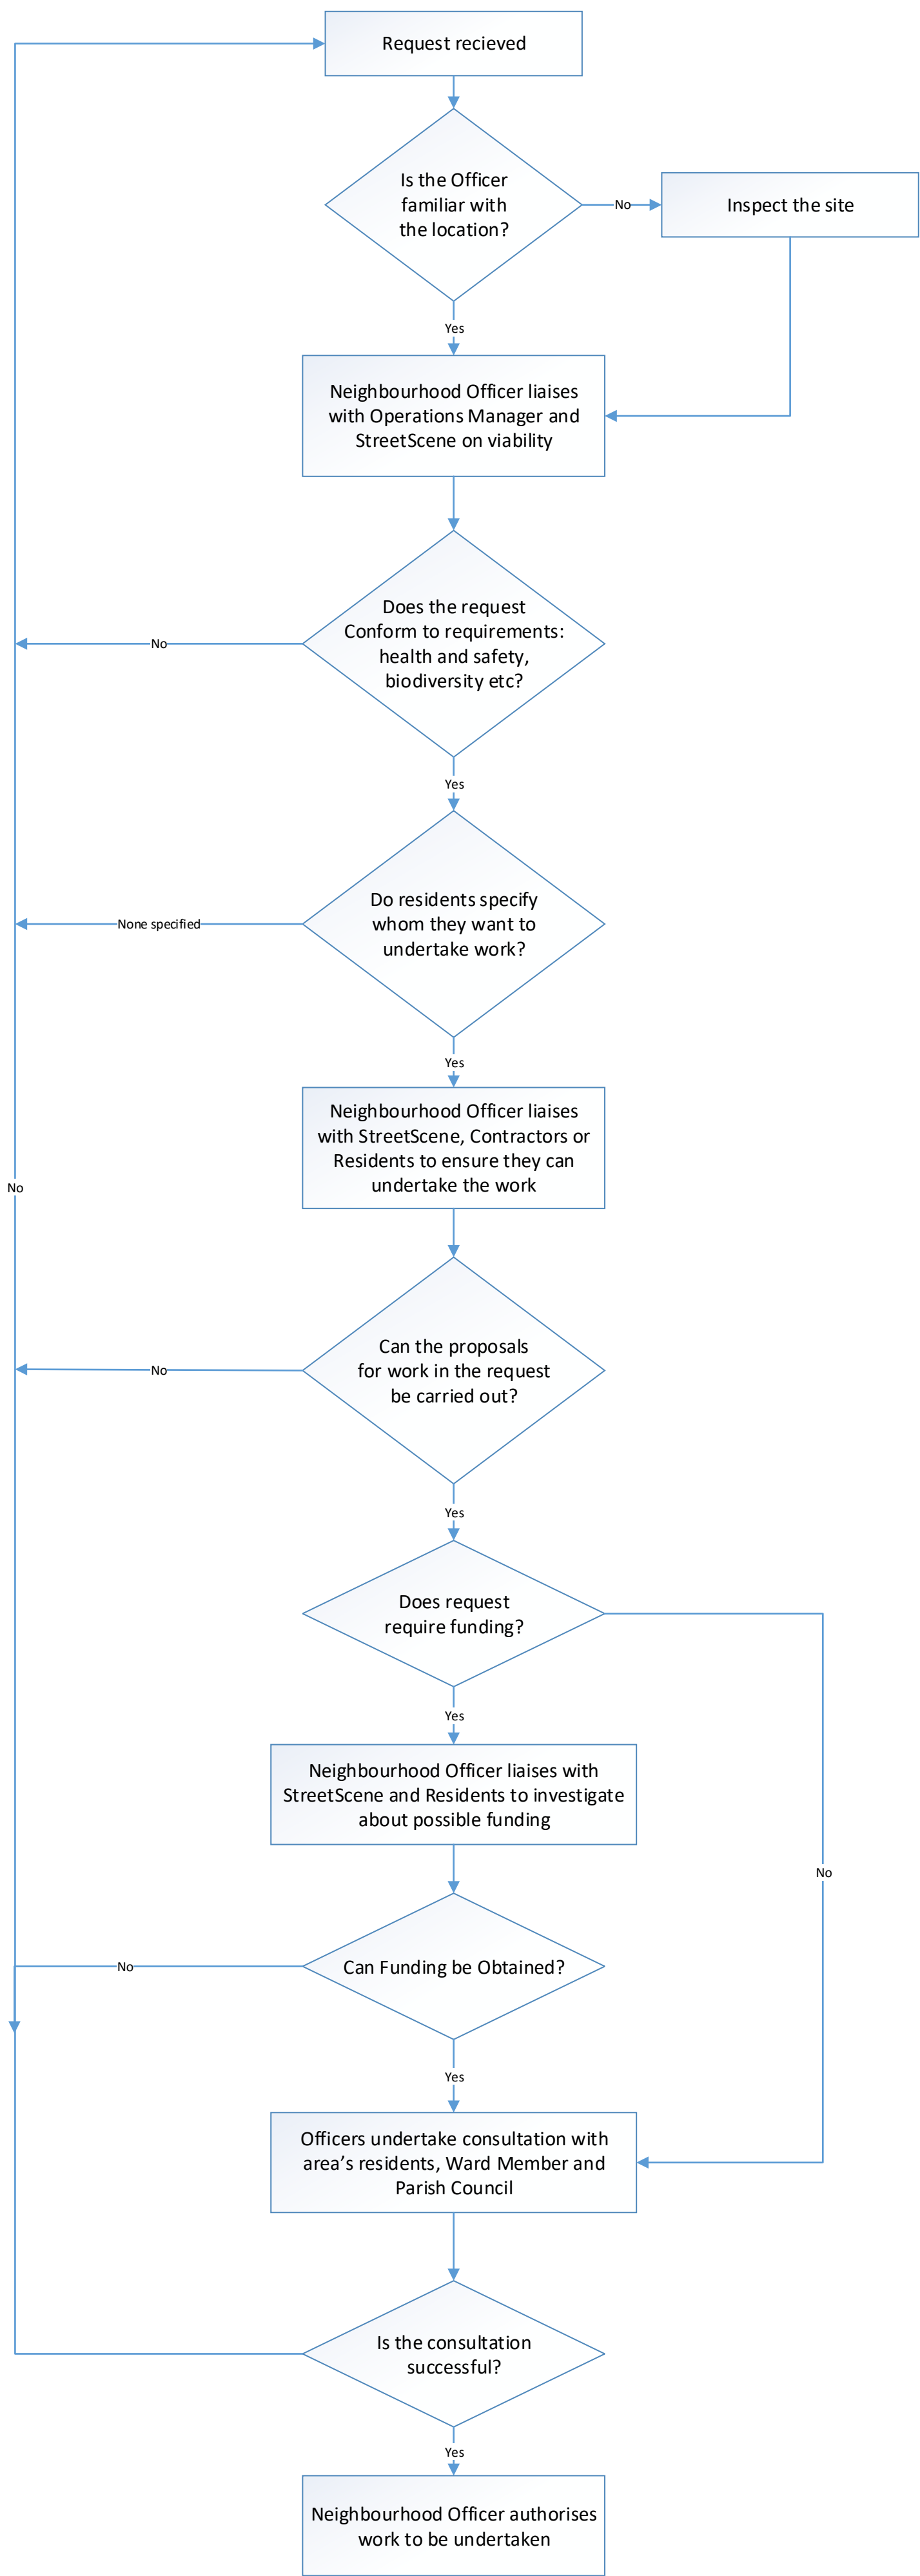 Request recieved
Is the Officer
familiar with
the location?
No
Inspect the site
Yes
Neighbourhood Officer liaises
with Operations Manager and
StreetScene on viability
Does the request
Conform to requirements:
health and safety,
biodiversity etc?
No
Yes
Do residents specify
whom they want to
undertake work?
None specified
Yes
Neighbourhood Officer liaises
with StreetScene, Contractors or
Residents to ensure they can
undertake the work
No
Can the proposals
for work in the request
be carried out?
No
Yes
Does request
require funding?
Yes
Neighbourhood Officer liaises with
StreetScene and Residents to investigate
about possible funding
No
Can Funding be Obtained?
No
Yes
Officers undertake consultation with
area’s residents, Ward Member and
Parish Council
Is the consultation
successful?
Yes
Neighbourhood Officer authorises
work to be undertaken